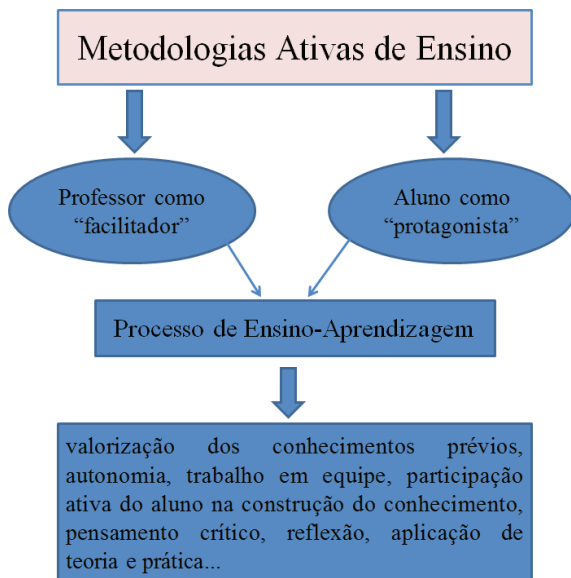 Metodologias Ativas de Ensino
Professor como
“facilitador”
Aluno como
“protagonista”
Processo de Ensino-Aprendizagem
valorização dos conhecimentos prévios,
autonomia, trabalho em equipe, participação
ativa do aluno na construção do conhecimento,
pensamento crítico, reflexão, aplicação de
teoria e prática...